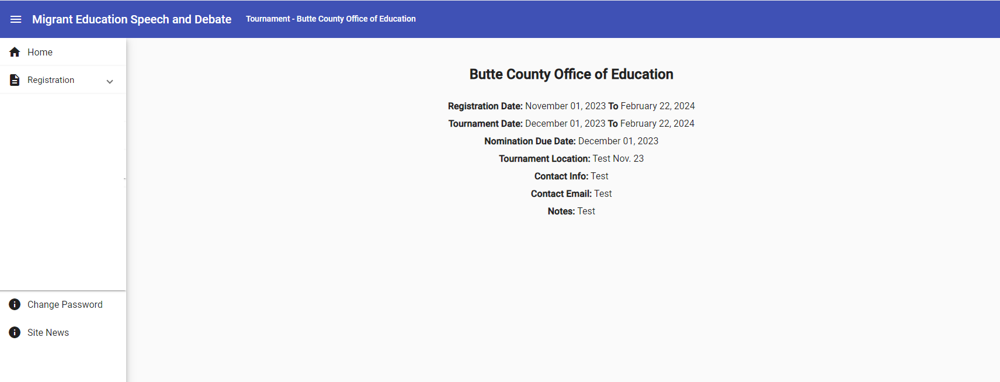 Migrant Education Speech and Debate Tournament - Butte County Office of Education
Home
Registration
Change Password
Site News
Butte County Office of Education
Registration Date: November 01, 2023 To February 22, 2024
Tournament Date: December 01, 2023 To February 22, 2024
Nomination Due Date: December 01, 2023
Tournament Location: Test Nov. 23
Contact Info: Test
Contact Email: Test
Notes: Test